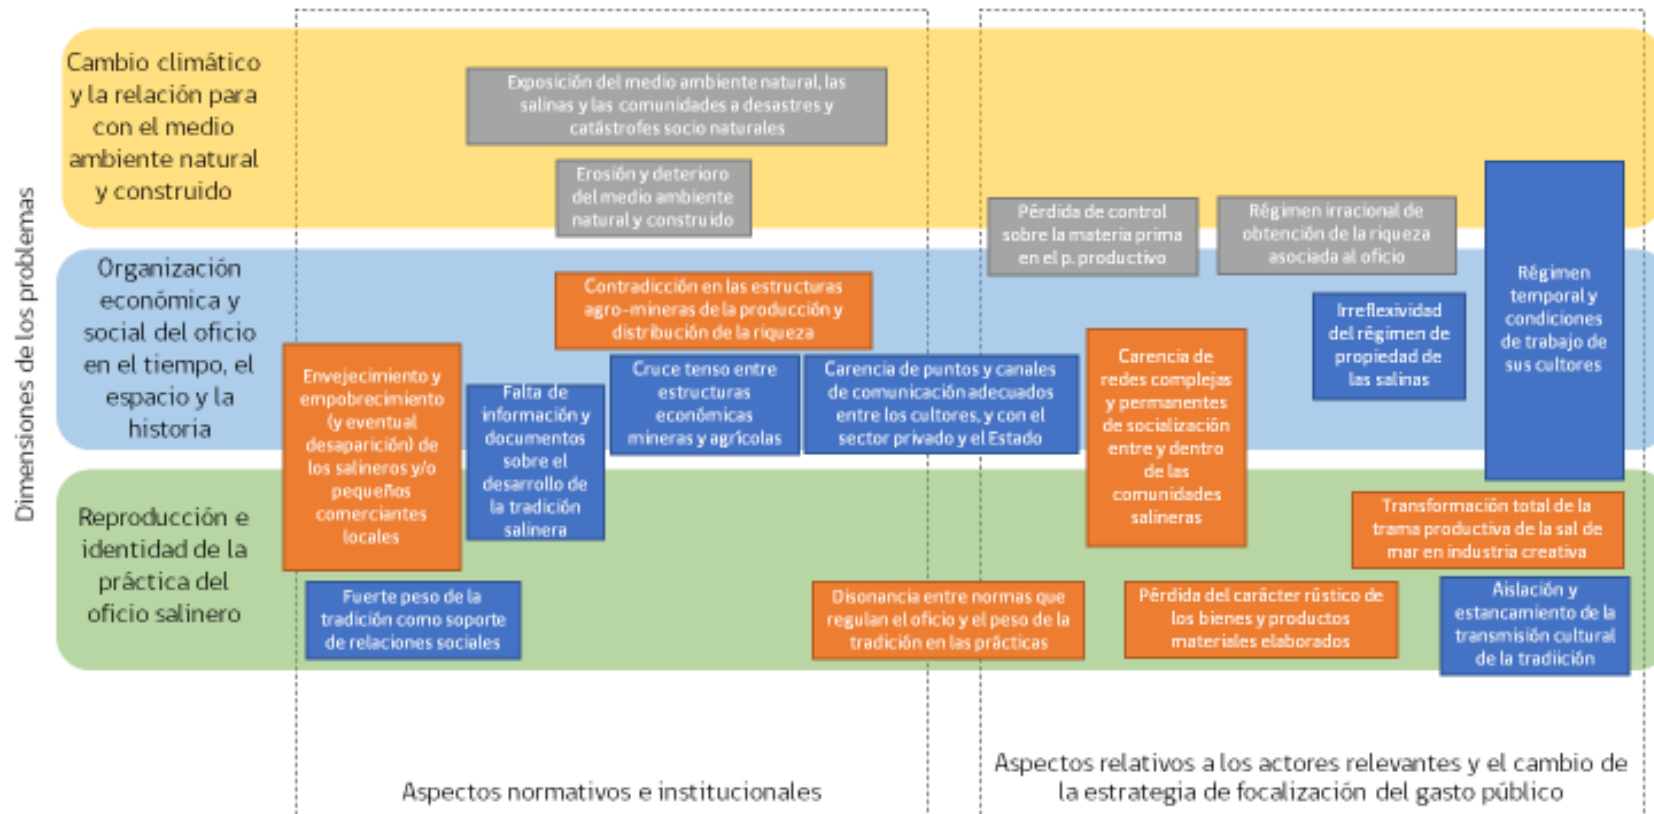 Dimensiones de los problemas
Cambio climático
y la relación para
con el medio
ambiente natural
y construido
Exposición del medio ambiente natural, las
salinas y las comunidades a desastres y
catástrofes socio naturales
Erosión y deterioro
del medio ambiente
natural y construido
Pérdida de control
sobre la materia prima
en el p. productivo
Régimen irracional de
obtención de la riqueza
asociada al oficio
Régimen
temporal y
condiciones
de trabajo de
sus cultores
Organización
económica y
social del oficio
en el tiempo, el
espacio y la
historia
Contradicción en las estructuras
agro-mineras de la producción y
distribución de la riqueza
Irreflexividad
del régimen de
propiedad de
las salinas
Envejecimiento y
empobrecimiento
(y eventual
desaparición) de
los salineros y/o
pequeños
comerciantes
locales
Falta de
información y
documentos
sobre el
desarrollo de
la tradición
salinera
Cruce tenso entre
estructuras
económicas
mineras y agrícolas
Carencia de puntos y canales
de comunicación adecuados
entre los cultores, y con el
sector privado y el Estado
Carencia de
redes complejas
y permanentes
de socialización
entre y dentro
de las
comunidades
salineras
Reproducción e
identidad de la
práctica del
oficio salinero
Transformación total de la
trama productiva de la sal de
mar en industria creativa
Fuerte peso de la
tradición como soporte
de relaciones sociales
Disonancia entre normas que
regulan el oficio y el peso de la
tradición en las prácticas
Pérdida del carácter rústico de
los bienes y productos
materiales elaborados
Aislación y
estancamiento de la
transmisión cultural
de la tradiición
Aspectos normativos e institucionales
Aspectos relativos a los actores relevantes y el cambio de
la estrategia de focalización del gasto público